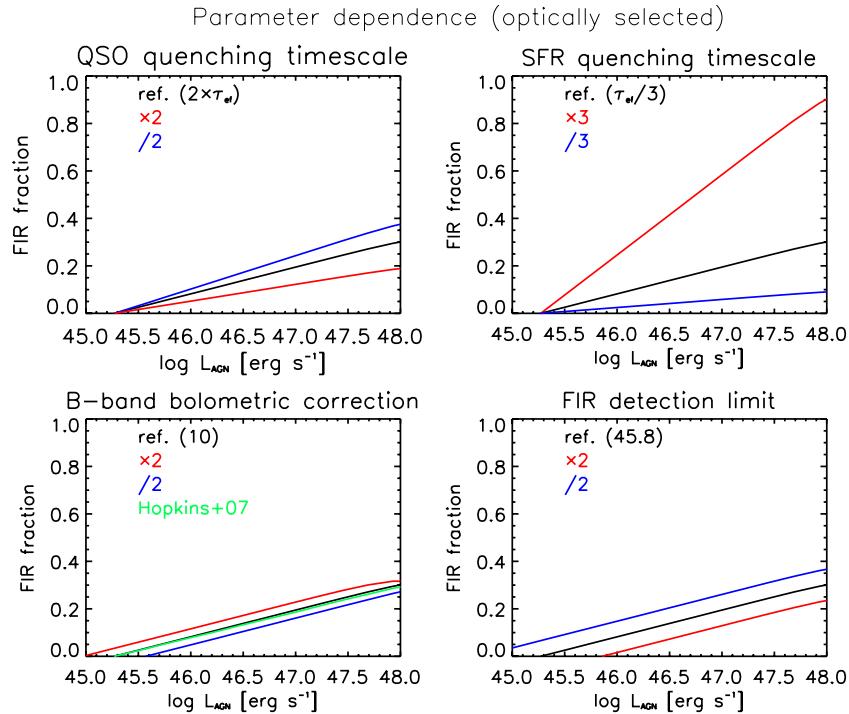 Parameter dependence (optically selected)
QSO quenching timescale
ref. (2×τef)
×2
/2
FIR fraction
1.0
0.8
0.6
0.4
0.2
0.0
45.0 45.5 46.0 46.5 47.0 47.5 48.0
log LAGN [erg s⁻¹]
SFR quenching timescale
ref. (τef/3)
×3
/3
FIR fraction
1.0
0.8
0.6
0.4
0.2
0.0
45.0 45.5 46.0 46.5 47.0 47.5 48.0
log LAGN [erg s⁻¹]
B-band bolometric correction
ref. (10)
×2
/2
Hopkins+07
FIR fraction
1.0
0.8
0.6
0.4
0.2
0.0
45.0 45.5 46.0 46.5 47.0 47.5 48.0
log LAGN [erg s⁻¹]
FIR detection limit
ref. (45.8)
×2
/2
FIR fraction
1.0
0.8
0.6
0.4
0.2
0.0
45.0 45.5 46.0 46.5 47.0 47.5 48.0
log LAGN [erg s⁻¹]